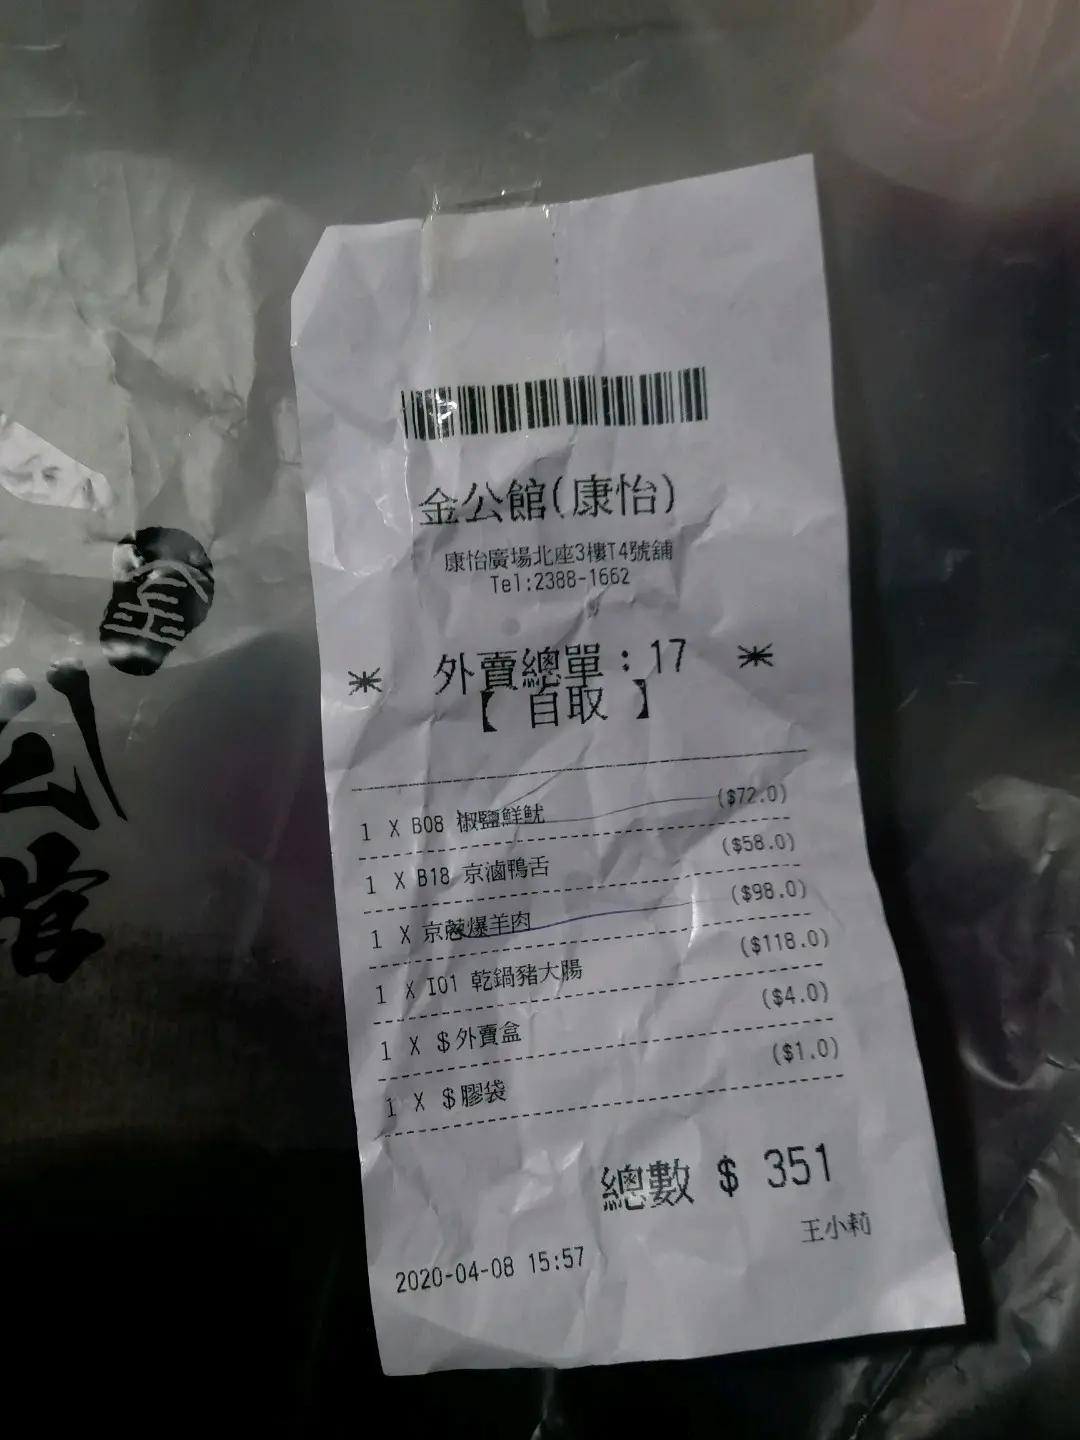 金公館(康怡)
康怡廣場北座3樓T4號舖
Tel:2388-1662
* 外賣總單：17 *
【 自取 】
1 X B08 椒鹽鮮魷 ($72.0)
1 X B18 京滷鴨舌 ($58.0)
1 X 京蔥爆羊肉 ($98.0)
1 X I01 乾鍋豬大腸 ($118.0)
1 X $外賣盒 ($4.0)
1 X $膠袋 ($1.0)
總數 $ 351
王小莉
2020-04-08 15:57
金
公
館